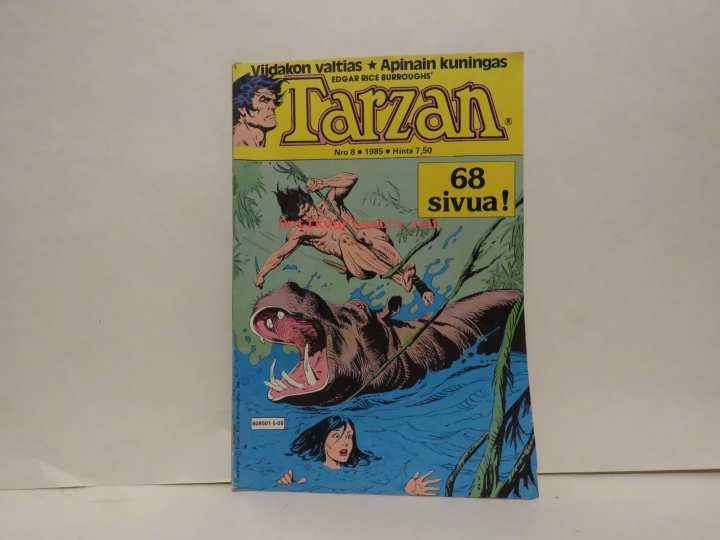 Viidakon valtias ★ Apinain kuningas
EDGAR RICE BURROUGHS'
Tarzan ®
Nro 8 • 1985 • Hinta 7,50
68
sivua!